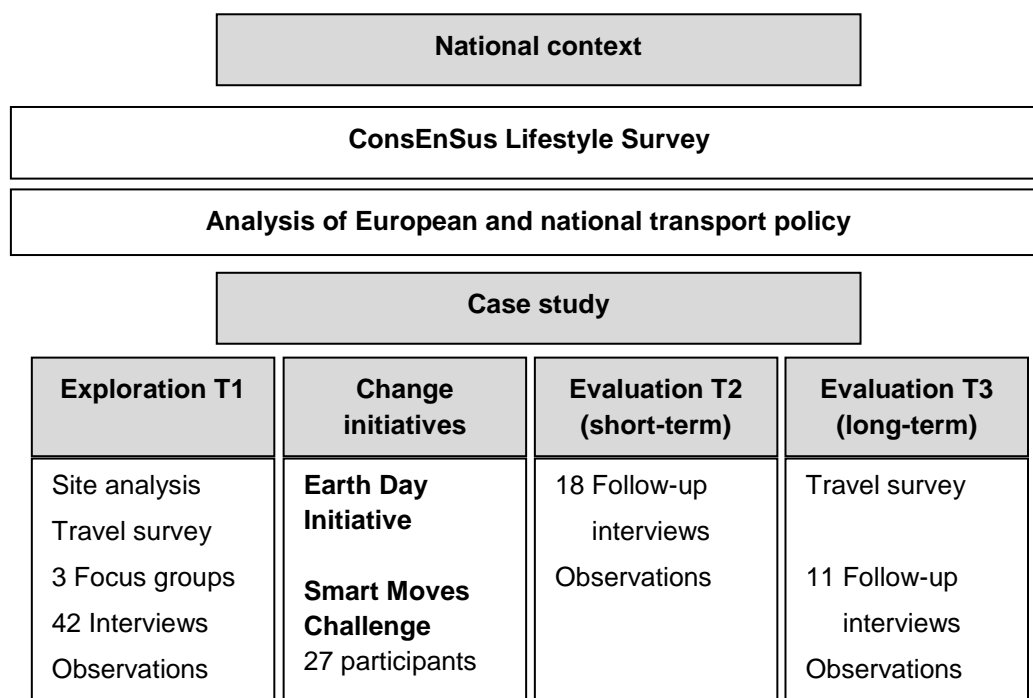 National context
ConsEnSus Lifestyle Survey
Analysis of European and national transport policy
Case study
Exploration T1
Site analysis
Travel survey
3 Focus groups
42 Interviews
Observations
Change
initiatives
Earth Day
Initiative
Smart Moves
Challenge
27 participants
Evaluation T2
(short-term)
18 Follow-up
interviews
Observations
Evaluation T3
(long-term)
Travel survey
11 Follow-up
interviews
Observations